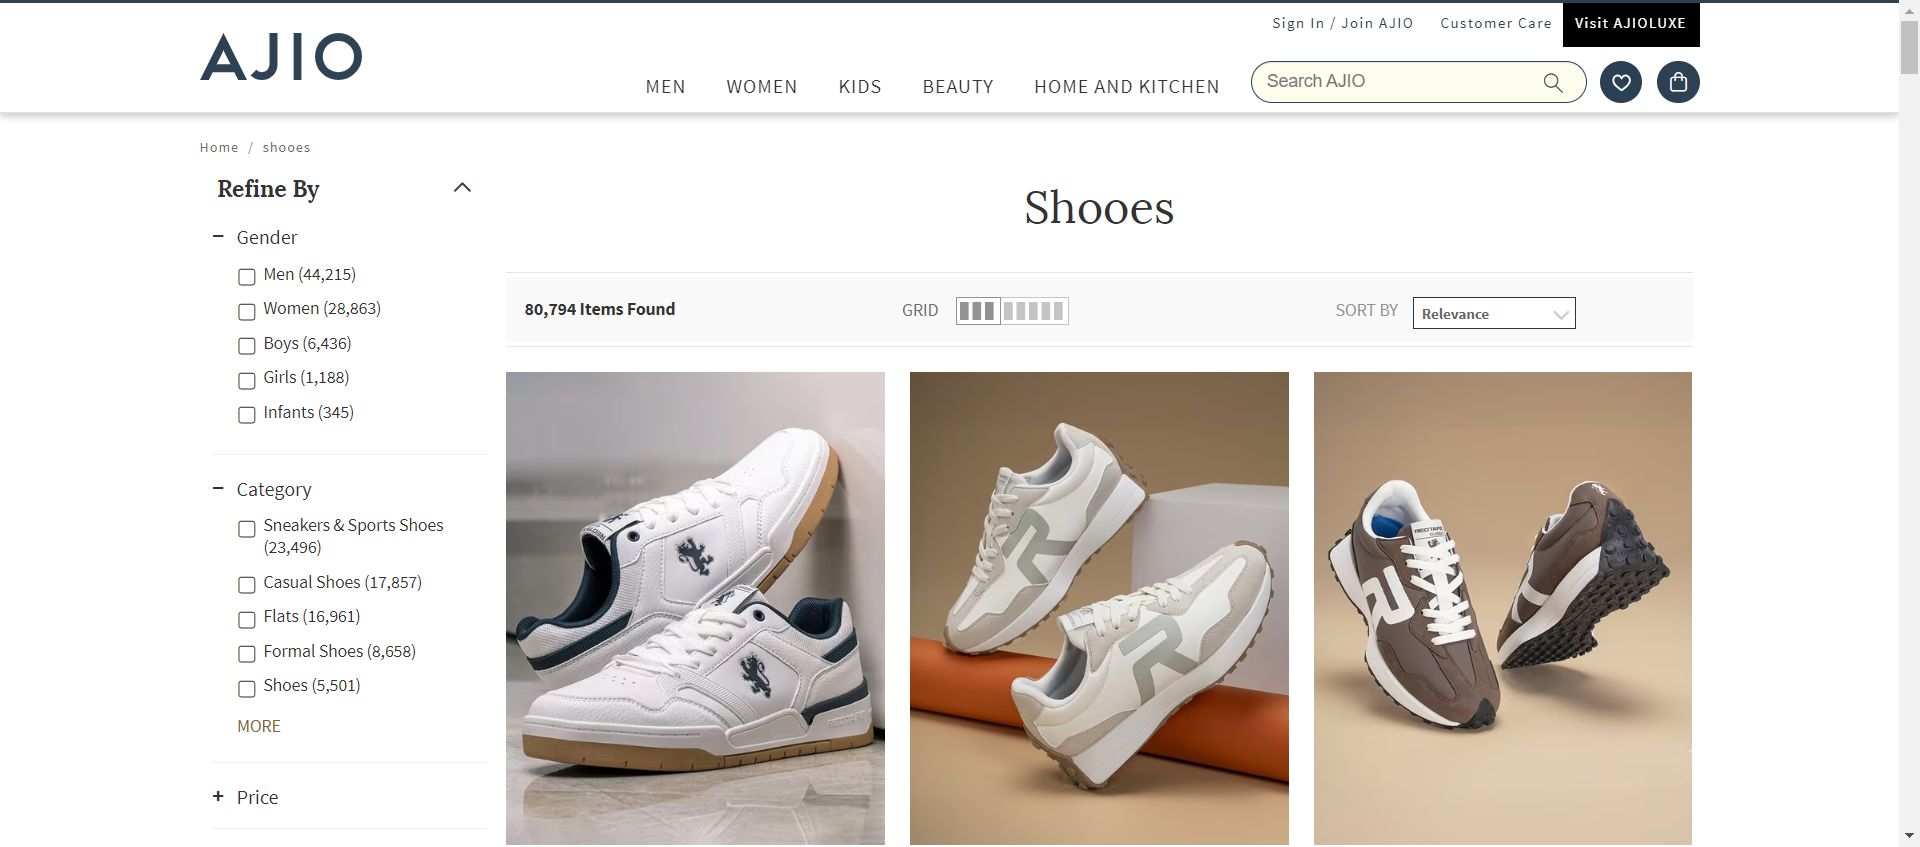 Sign In / Join AJIO
Customer Care
Visit AJIOLUXE
AJIO
MEN
WOMEN
KIDS
BEAUTY
HOME AND KITCHEN
Search AJIO
Home / shooes
Refine By
Shooes
Gender
Men (44,215)
Women (28,863)
Boys (6,436)
Girls (1,188)
Infants (345)
80,794 Items Found
GRID
SORT BY
Relevance
Category
Sneakers & Sports Shoes
(23,496)
Casual Shoes (17,857)
Flats (16,961)
Formal Shoes (8,658)
Shoes (5,501)
MORE
Price
REDTAPE
REDTAPE